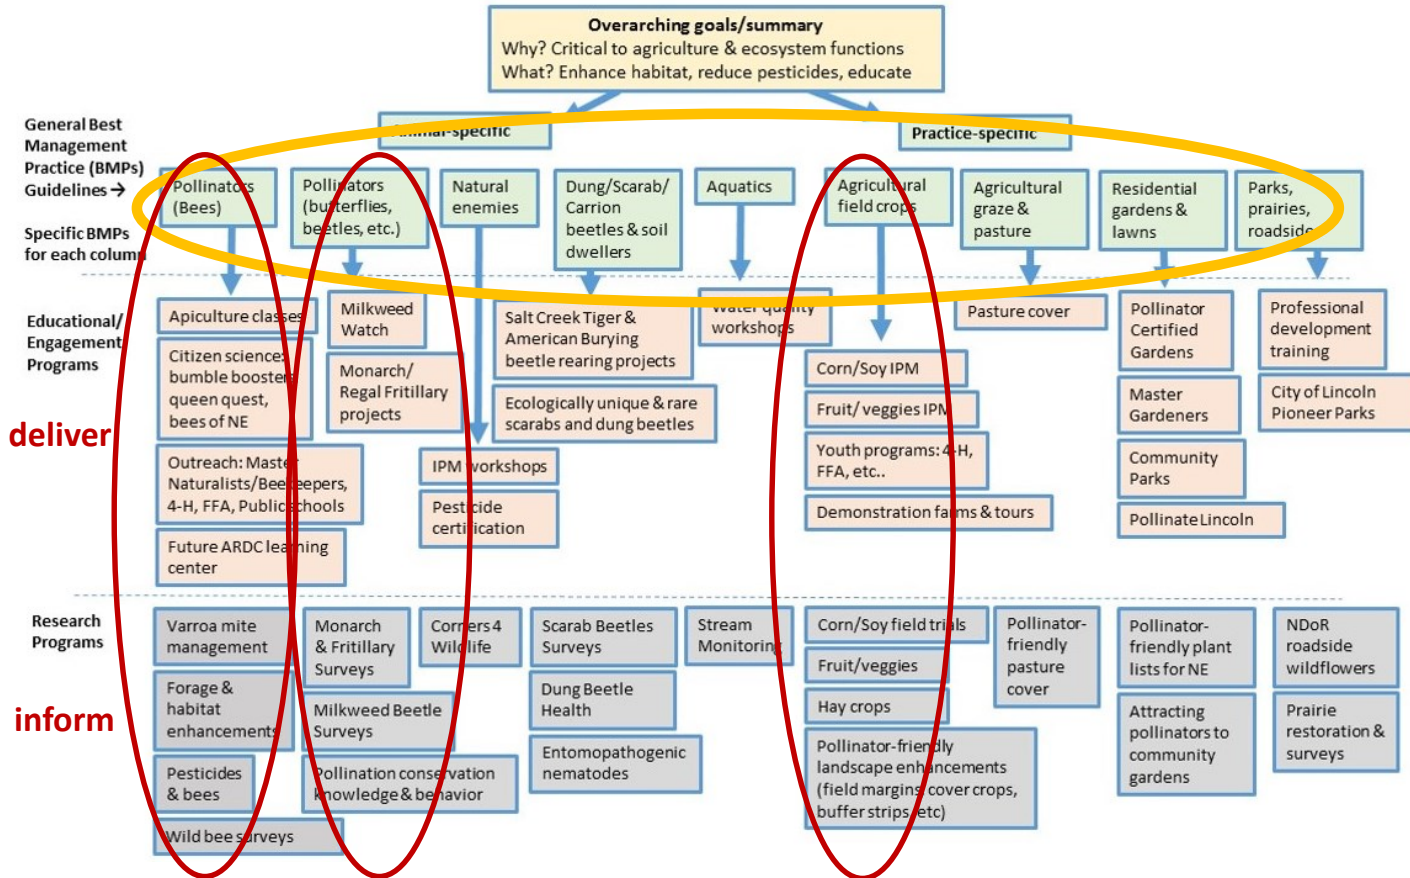 Overarching goals/summary
Why? Critical to agriculture & ecosystem functions
What? Enhance habitat, reduce pesticides, educate
General Best
Management
Practice (BMPs)
Guidelines →
Specific BMPs
for each column
Animal-specific
Practice-specific
Pollinators
(Bees)
Pollinators
(butterflies,
beetles, etc.)
Natural
enemies
Dung/Scarab/
Carrion
beetles & soil
dwellers
Aquatics
Agricultural
field crops
Agricultural
graze &
pasture
Residential
gardens &
lawns
Parks,
prairies,
roadside
Educational/
Engagement
Programs
deliver
Apiculture classes
Citizen science:
bumble boosters
queen quest,
bees of NE
Outreach: Master
Naturalists/Beekeepers,
4-H, FFA, Public schools
Future ARDC learning
center
Milkweed
Watch
Monarch/
Regal Fritillary
projects
IPM workshops
Pesticide
certification
Salt Creek Tiger &
American Burying
beetle rearing projects
Ecologically unique & rare
scarabs and dung beetles
Water quality
workshops
Corn/Soy IPM
Fruit/ veggies IPM
Youth programs: 4-H,
FFA, etc..
Demonstration farms & tours
Pasture cover
Pollinator
Certified
Gardens
Master
Gardeners
Community
Parks
Pollinate Lincoln
Professional
development
training
City of Lincoln
Pioneer Parks
Research
Programs
inform
Varroa mite
management
Forage &
habitat
enhancements
Pesticides
& bees
Wild bee surveys
Monarch
& Fritillary
Surveys
Milkweed Beetle
Surveys
Pollination conservation
knowledge & behavior
Corners 4
Wildlife
Scarab Beetles
Surveys
Dung Beetle
Health
Entomopathogenic
nematodes
Stream
Monitoring
Corn/Soy field trials
Fruit/veggies
Hay crops
Pollinator-friendly
landscape enhancements
(field margins, cover crops,
buffer strips, etc)
Pollinator-
friendly
pasture
cover
Pollinator-
friendly plant
lists for NE
Attracting
pollinators to
community
gardens
NDoR
roadside
wildflowers
Prairie
restoration &
surveys